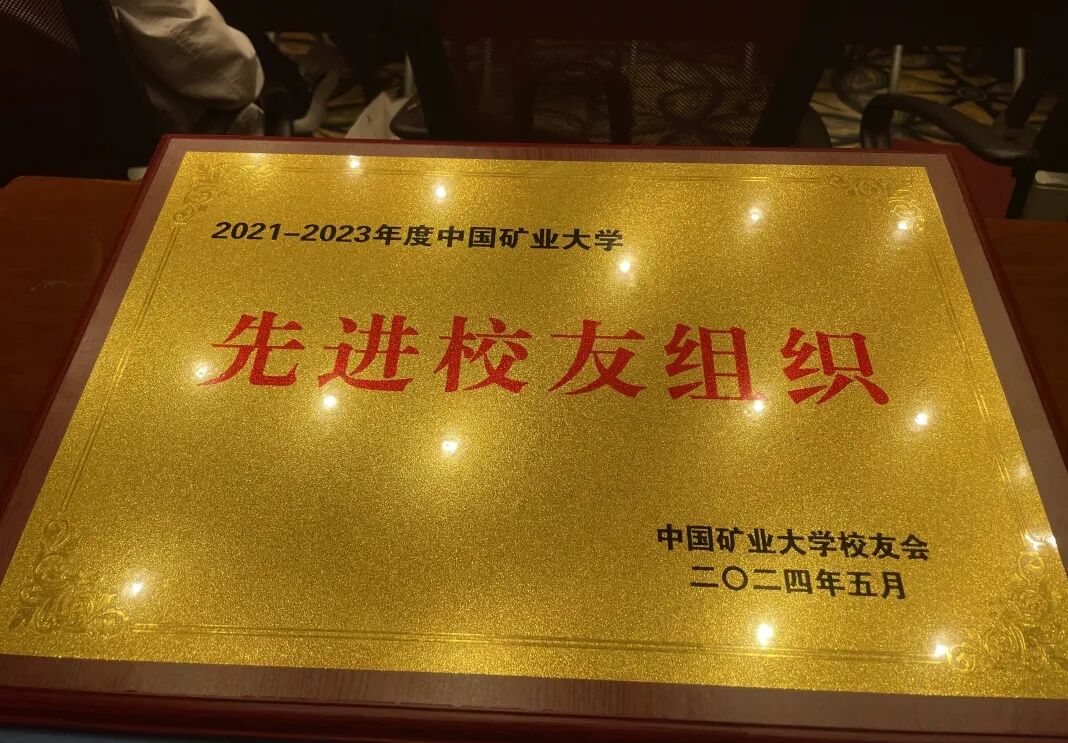 2021-2023年度中国矿业大学
先进校友组织
中国矿业大学校友会
二〇二四年五月